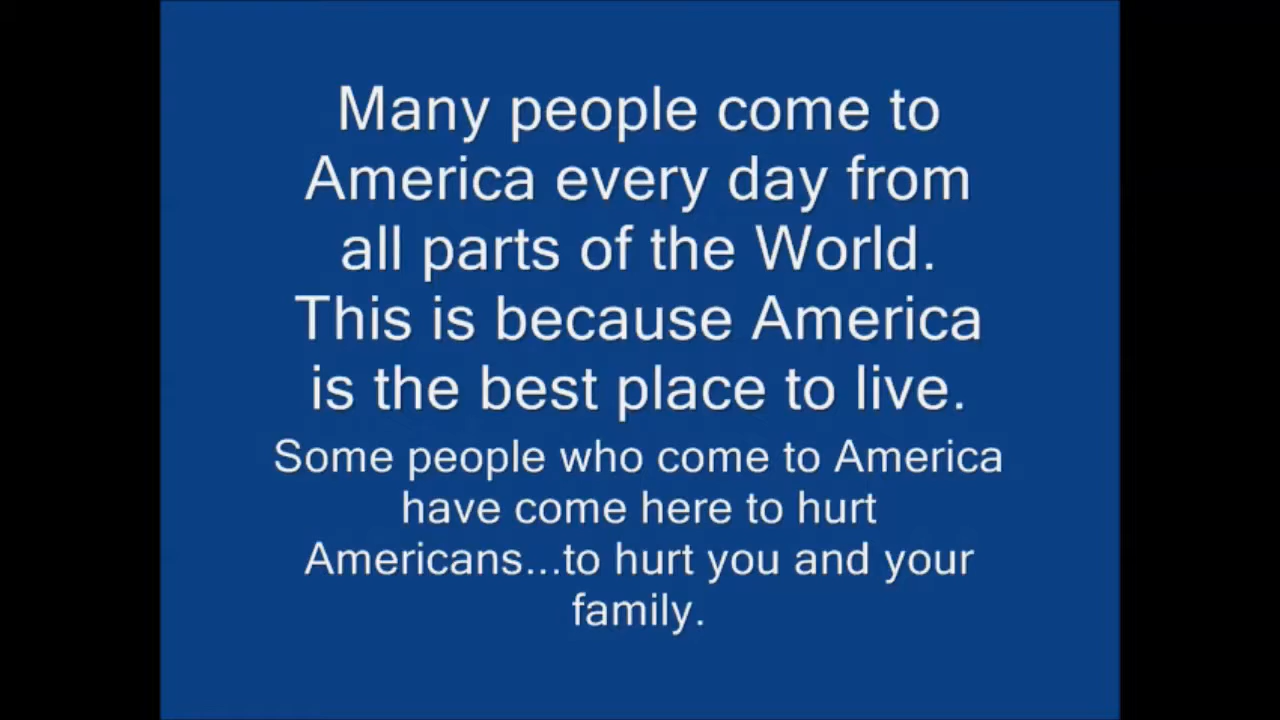 Many people come to
America every day from
all parts of the World.
This is because America
is the best place to live.
Some people who come to America
have come here to hurt
Americans...to hurt you and your
family.